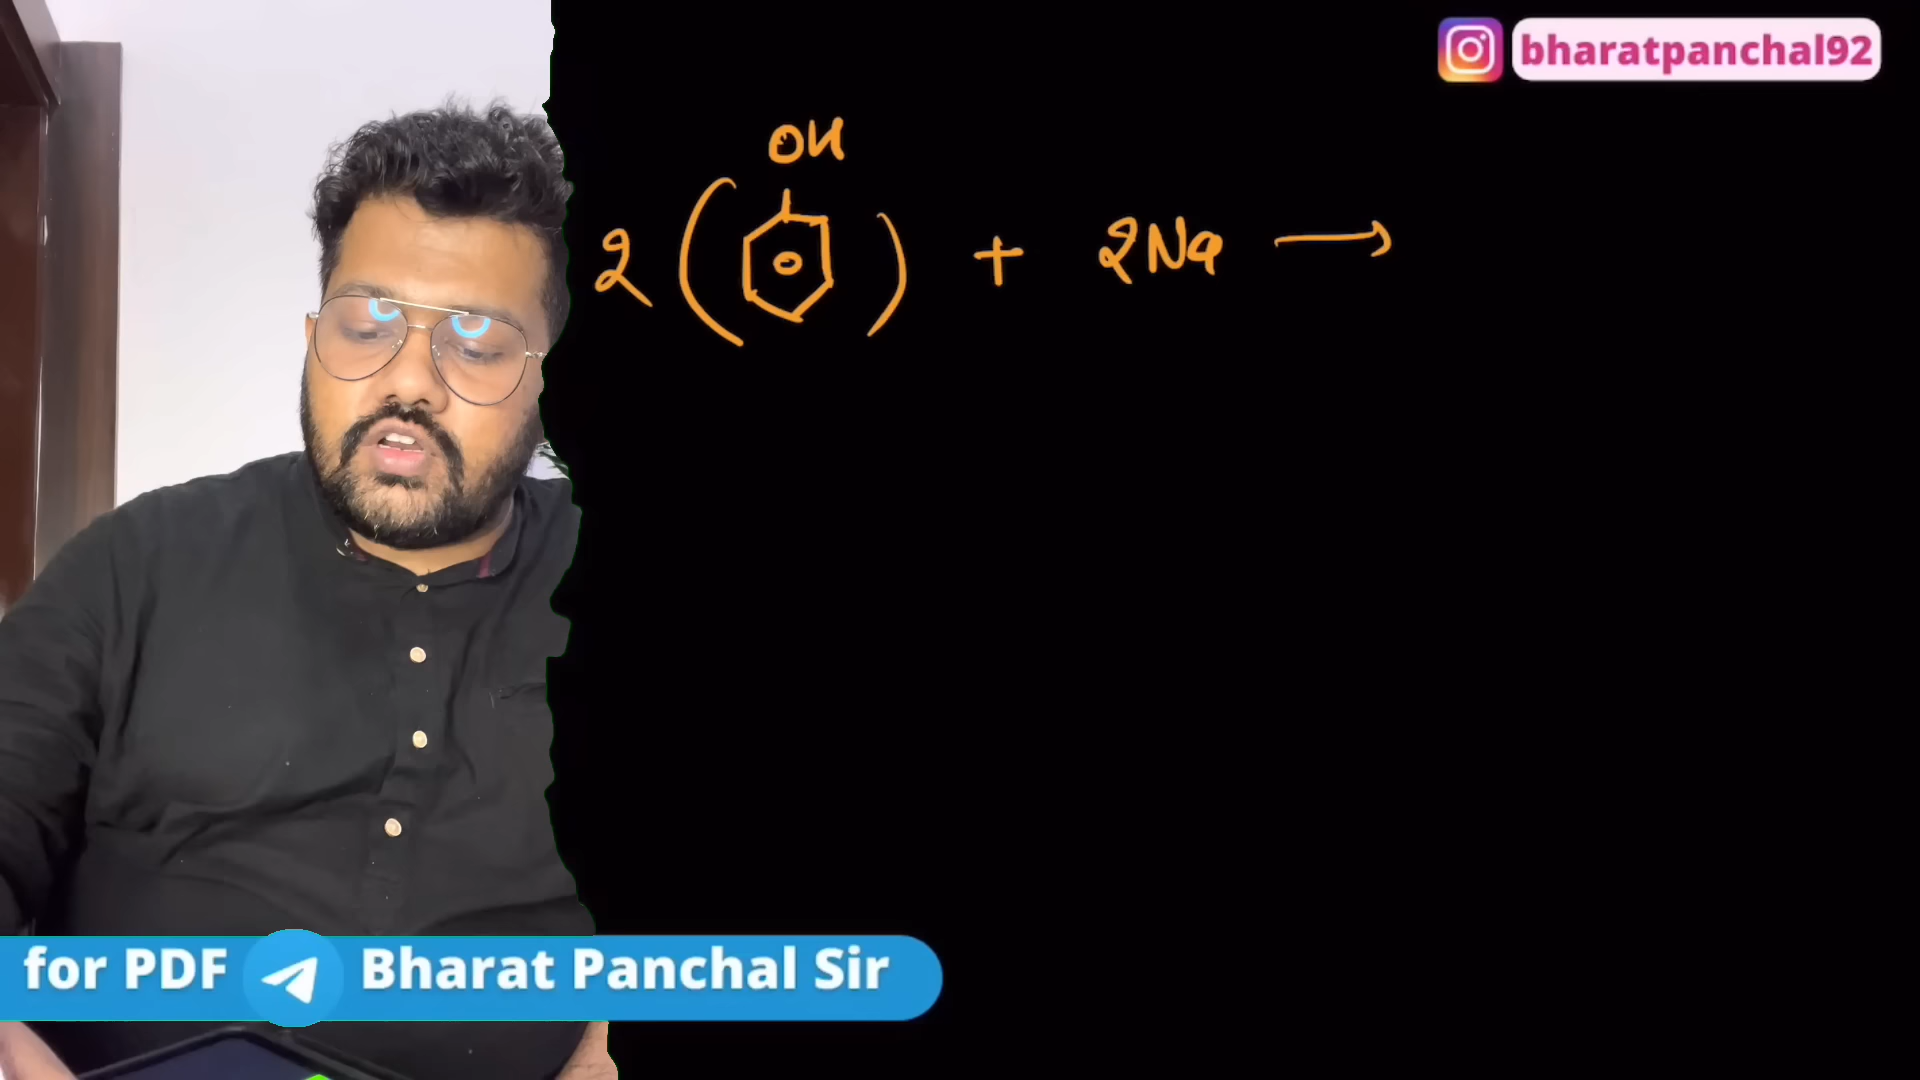 bharatpanchal92
OH
2 ( ) + 2Na →
for PDF Bharat Panchal Sir